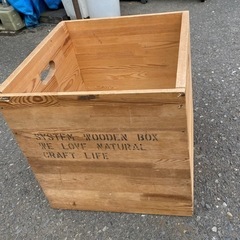 SYSTEM WOODEN BOX
WE LOVE NATURAL
CRAFT LIFE